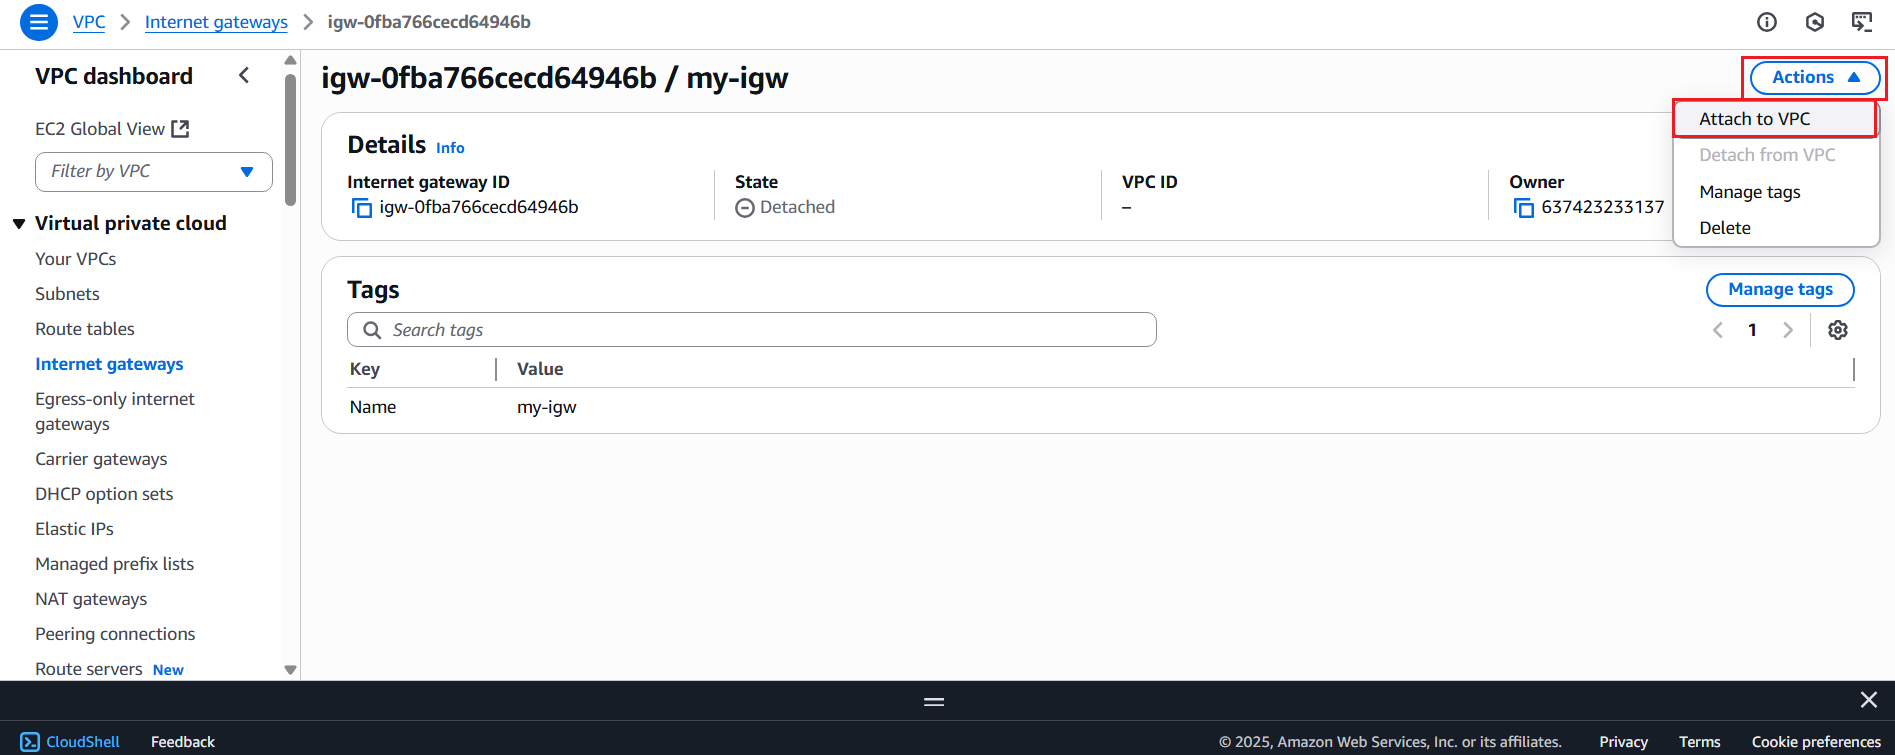 VPC > Internet gateways > igw-0fba766cecd64946b
VPC dashboard
EC2 Global View
Filter by VPC
Virtual private cloud
Your VPCs
Subnets
Route tables
Internet gateways
Egress-only internet
gateways
Carrier gateways
DHCP option sets
Elastic IPs
Managed prefix lists
NAT gateways
Peering connections
Route servers New
igw-0fba766cecd64946b / my-igw
Actions
Attach to VPC
Detach from VPC
Manage tags
Delete
Details Info
Internet gateway ID
igw-0fba766cecd64946b
State
Detached
VPC ID
–
Owner
637423233137
Tags
Manage tags
Search tags
1
Key Value
Name my-igw
CloudShell Feedback © 2025, Amazon Web Services, Inc. or its affiliates. Privacy Terms Cookie preferences